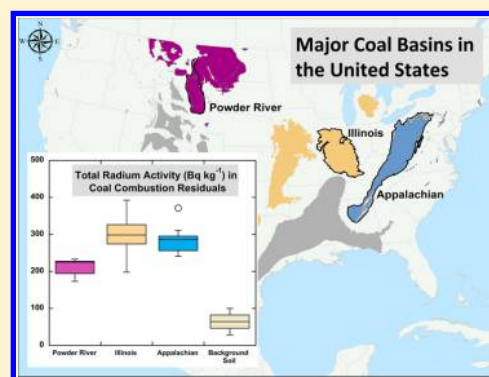 N
W
E
S
Major Coal Basins in
the United States
Powder River
Illinois
Appalachian
Total Radium Activity (Bq kg⁻¹) in
Coal Combustion Residuals
500
400
300
200
100
0
Powder River
Illinois
Appalachian
Background
Soil